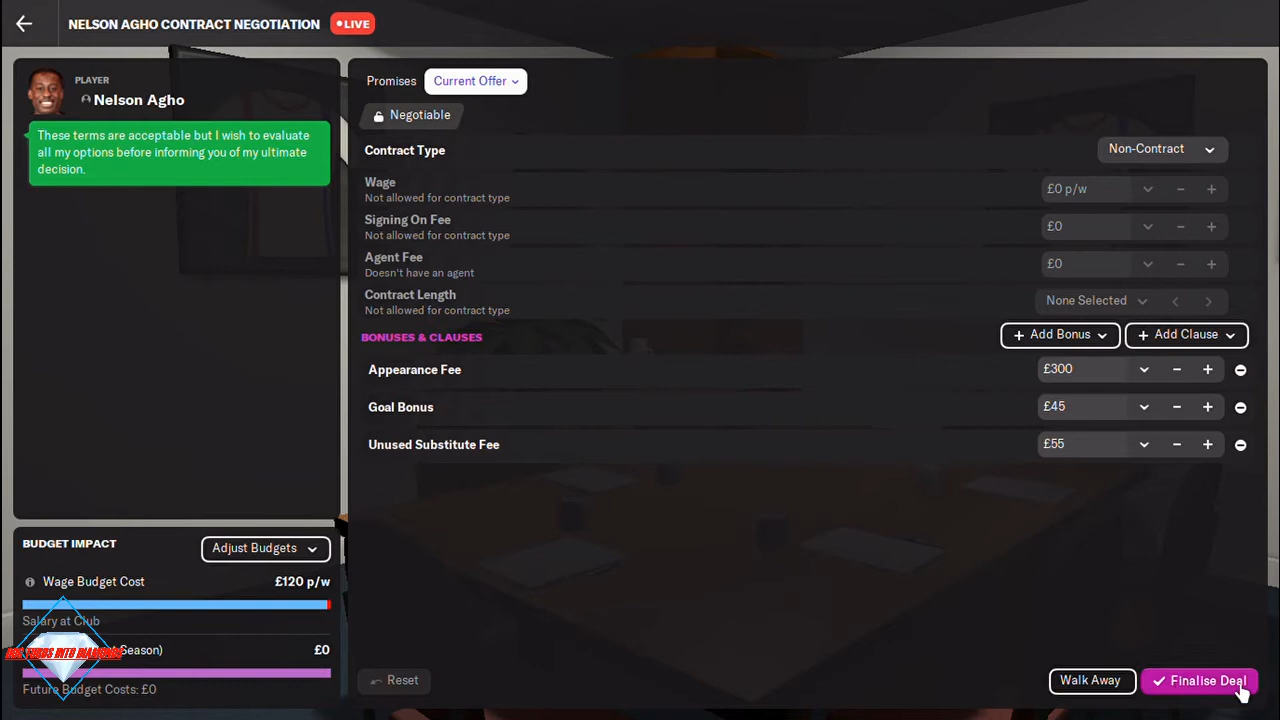 NELSON AGHO CONTRACT NEGOTIATION
LIVE
PLAYER
Nelson Agho
These terms are acceptable but I wish to evaluate
all my options before informing you of my ultimate
decision.
Promises
Current Offer
Negotiable
Contract Type
Non-Contract
Wage
Not allowed for contract type
£0 p/w
Signing On Fee
Not allowed for contract type
£0
Agent Fee
Doesn't have an agent
£0
Contract Length
Not allowed for contract type
None Selected
BONUSES & CLAUSES
Add Bonus
Add Clause
Appearance Fee
£300
Goal Bonus
£45
Unused Substitute Fee
£55
BUDGET IMPACT
Adjust Budgets
Wage Budget Cost
£120 p/w
Salary at Club
Season)
£0
INTO DIAMONDS
Future Budget Costs: £0
Reset
Walk Away
Finalise Deal